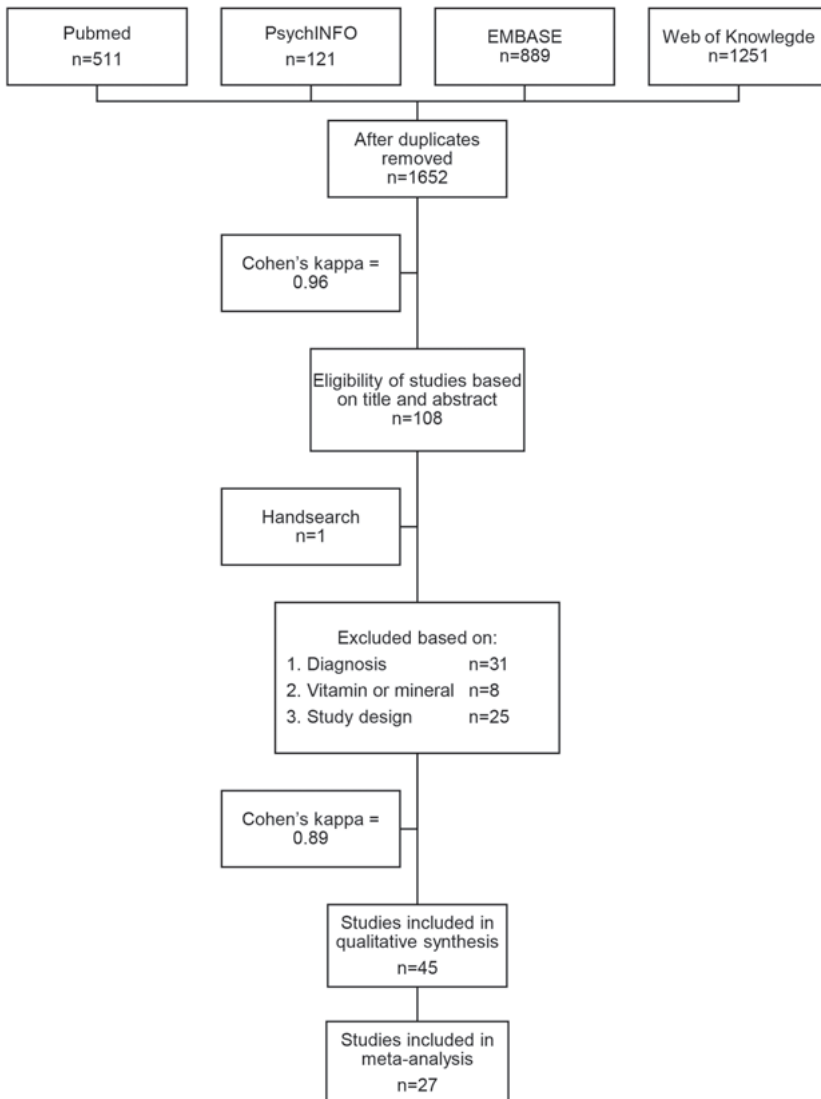 Pubmed
n=511
PsychINFO
n=121
EMBASE
n=889
Web of Knowlegde
n=1251
After duplicates
removed
n=1652
Cohen's kappa =
0.96
Eligibility of studies based
on title and abstract
n=108
Handsearch
n=1
Excluded based on:
1. Diagnosis n=31
2. Vitamin or mineral n=8
3. Study design n=25
Cohen's kappa =
0.89
Studies included in
qualitative synthesis
n=45
Studies included in
meta-analysis
n=27